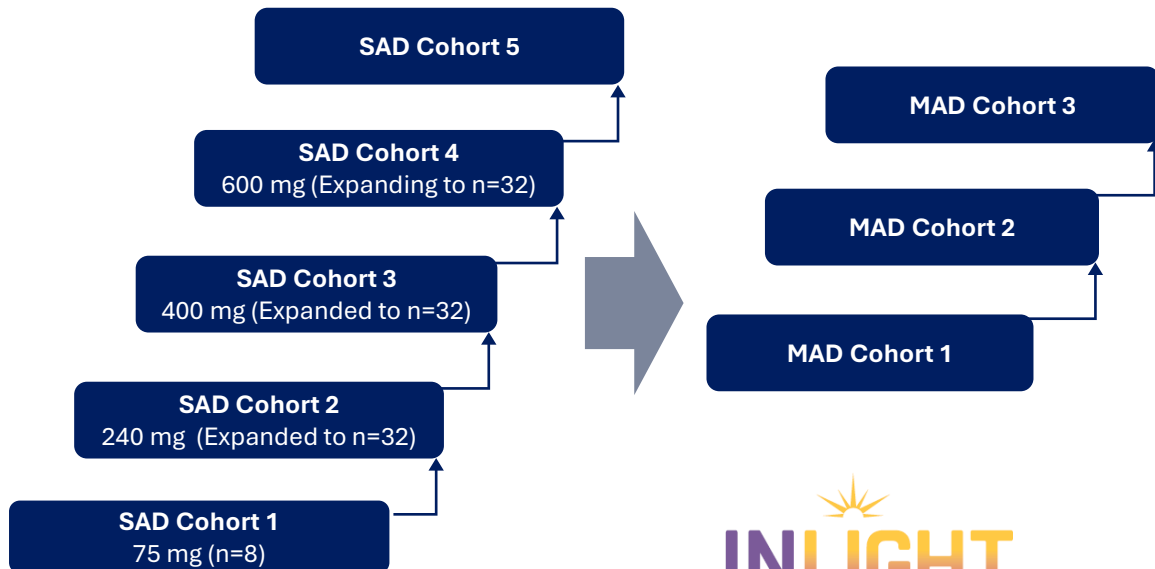 SAD Cohort 5
SAD Cohort 4
600 mg (Expanding to n=32)
SAD Cohort 3
400 mg (Expanded to n=32)
SAD Cohort 2
240 mg  (Expanded to n=32)
SAD Cohort 1
75 mg (n=8)
MAD Cohort 3
MAD Cohort 2
MAD Cohort 1
INLIGHT